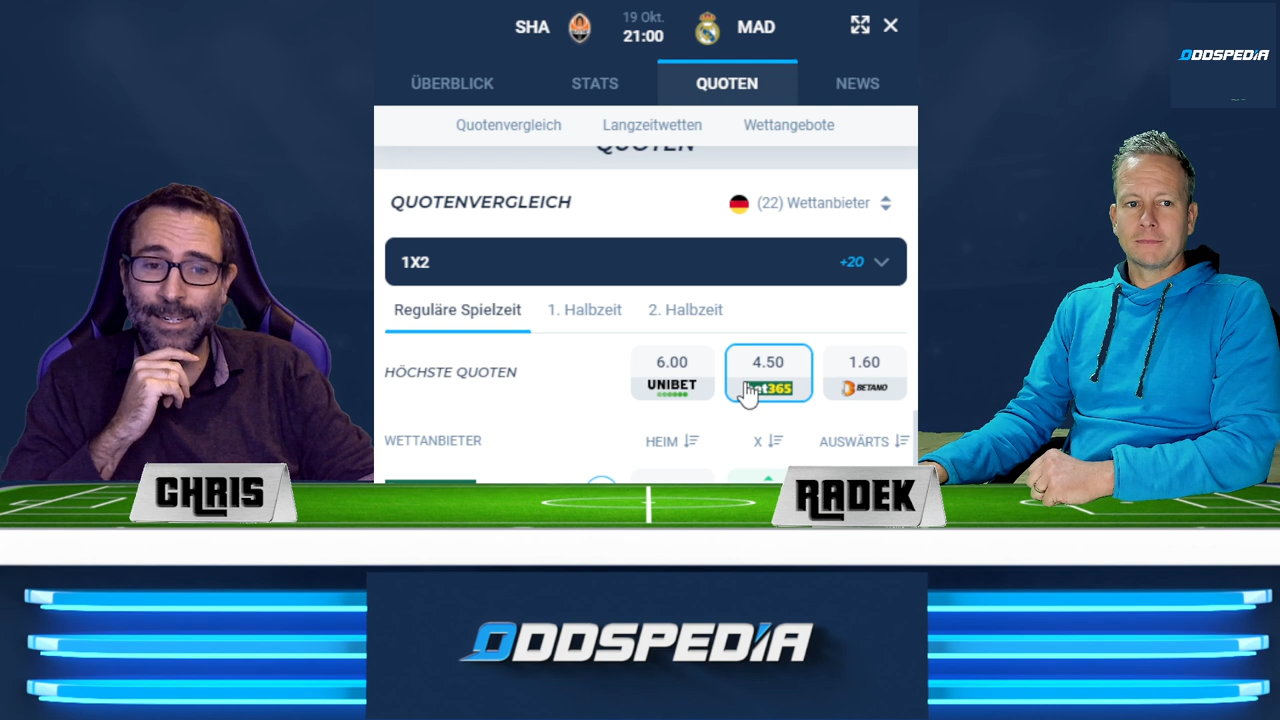 SHA
19 Okt.
21:00
MAD
ODDSPEDIA
ÜBERBLICK
STATS
QUOTEN
NEWS
Quotenvergleich
Langzeitwetten
Wettangebote
QUOTEN
QUOTENVERGLEICH
(22) Wettanbieter
1X2
+20
Reguläre Spielzeit
1. Halbzeit
2. Halbzeit
HÖCHSTE QUOTEN
6.00
4.50
1.60
UNIBET
bet365
BETANO
WETTANBIETER
HEIM
X
AUSWÄRTS
CHRIS
RADEK
ODDSPEDIA